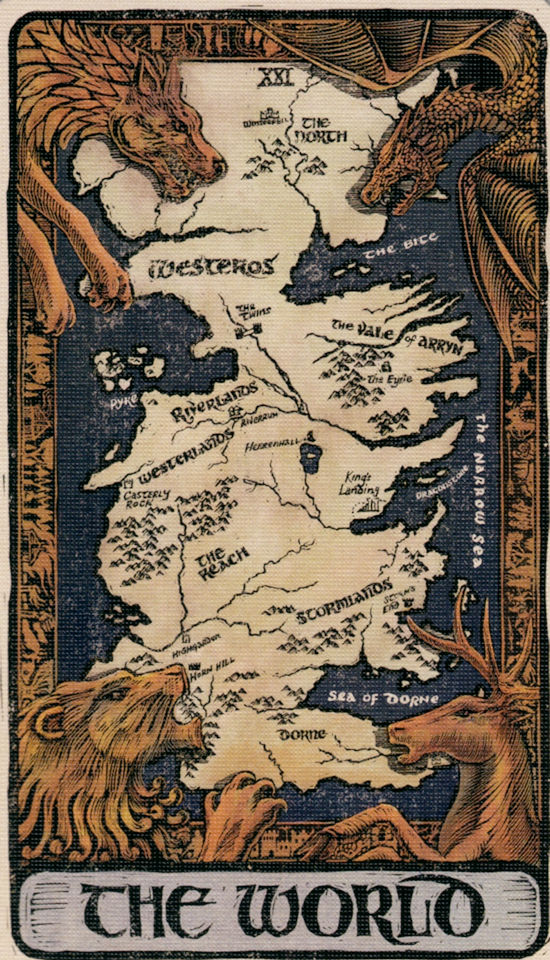 XXI
WINTERFELL
THE
NORTH
THE BITE
WESTEROS
THE
TWINS
THE VALE of ARRYN
The Eyrie
PYKE
RIVERLANDS
RIVERRUN
WESTERLANDS
HARRENHALL
CASTERLY
ROCK
King's
Landing
DRAGONSTONE
The NARROW Sea
THE
REACH
STORMLANDS
STORM'S
END
HIGHGARDEN
HORN HILL
SEA OF DORNE
DORNE
THE WORLD